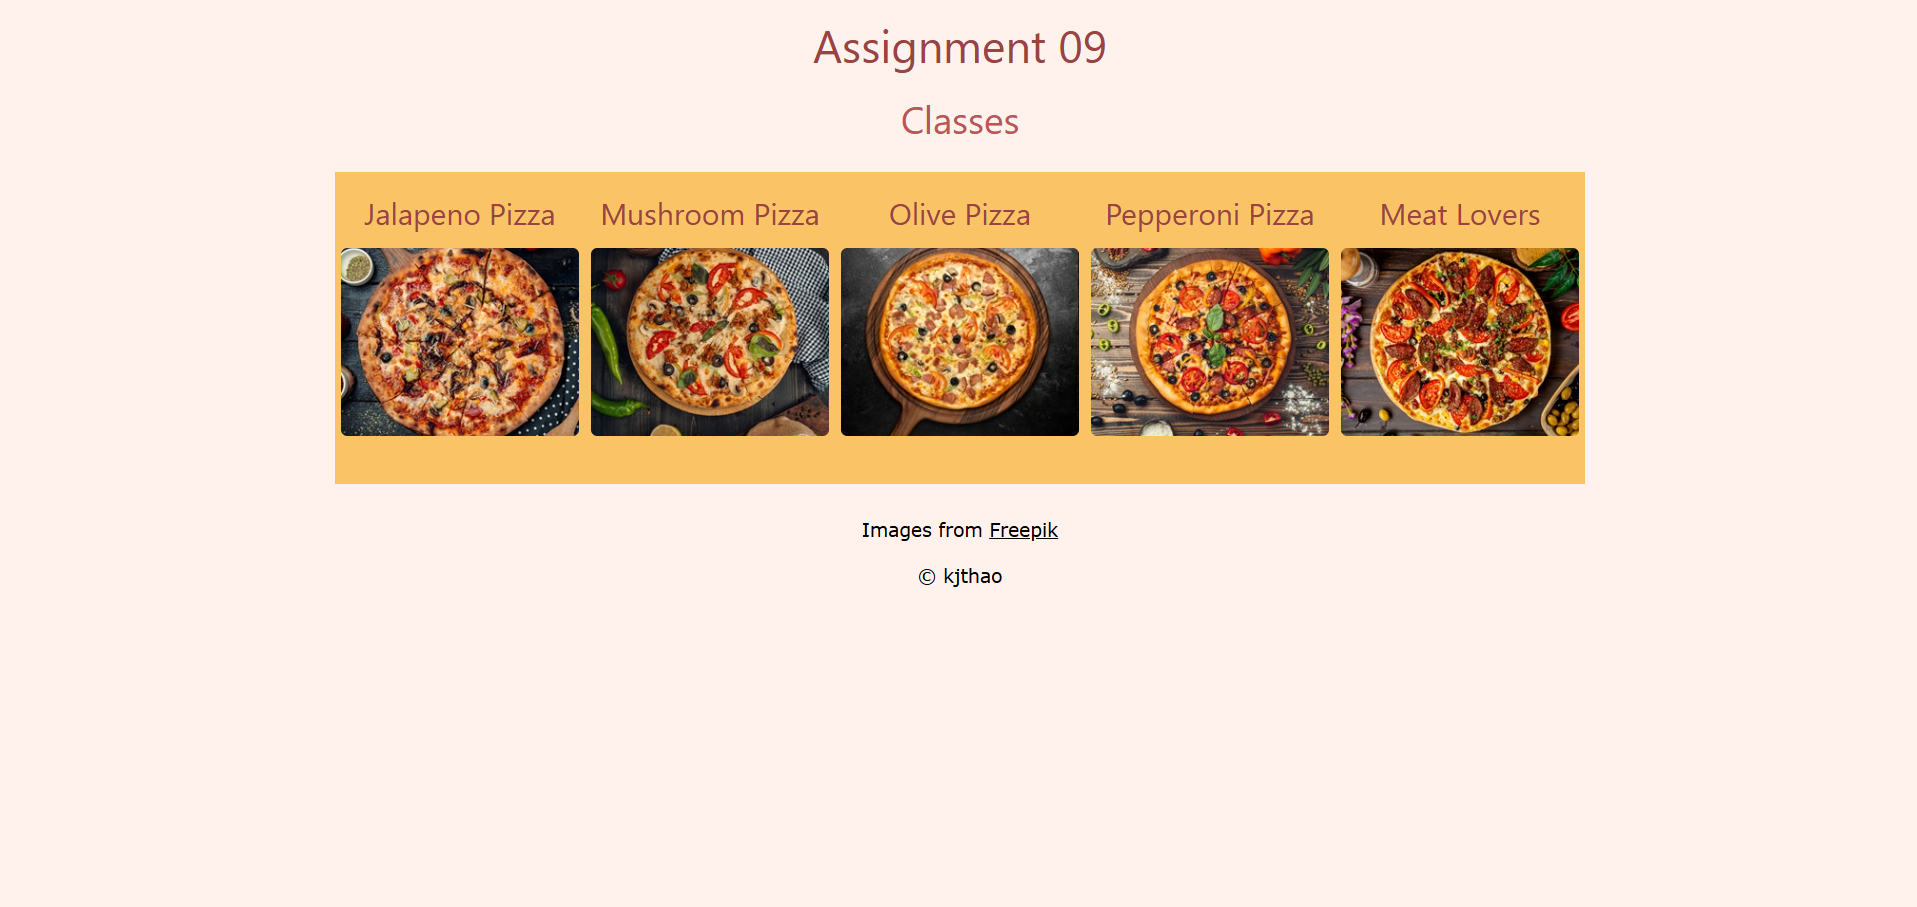 Assignment 09
Classes
Jalapeno Pizza
Mushroom Pizza
Olive Pizza
Pepperoni Pizza
Meat Lovers
Images from Freepik
© kjthao